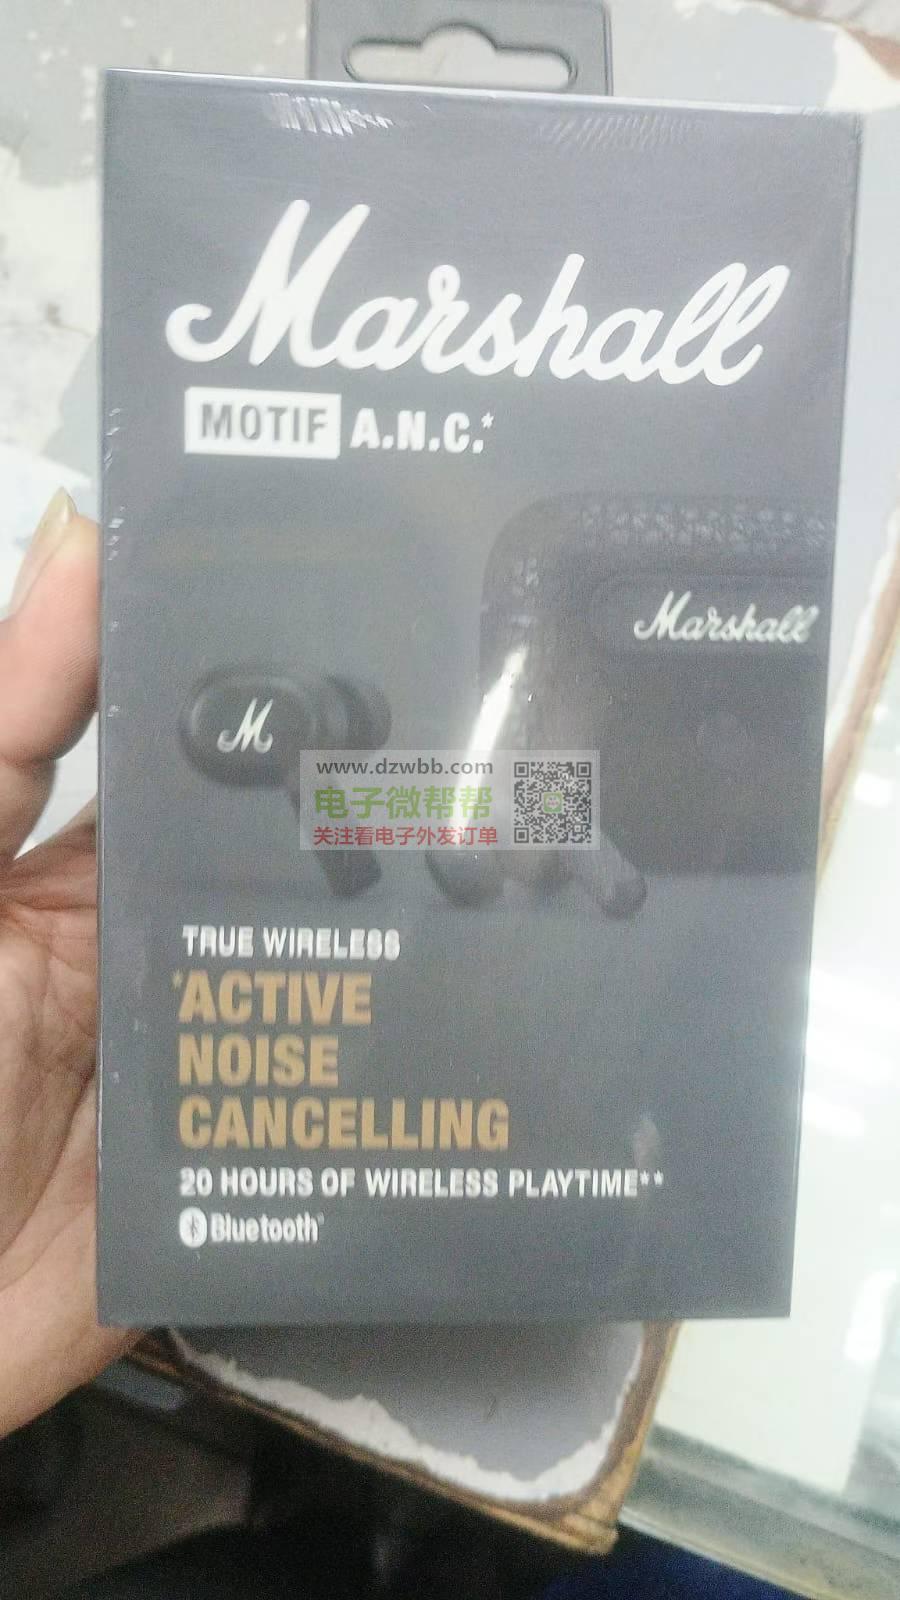 Marshall
MOTIF A.N.C.*
Marshall
M
www.dzwbb.com
电子微帮帮
关注看电子外发订单
TRUE WIRELESS
*ACTIVE
NOISE
CANCELLING
20 HOURS OF WIRELESS PLAYTIME**
Bluetooth®